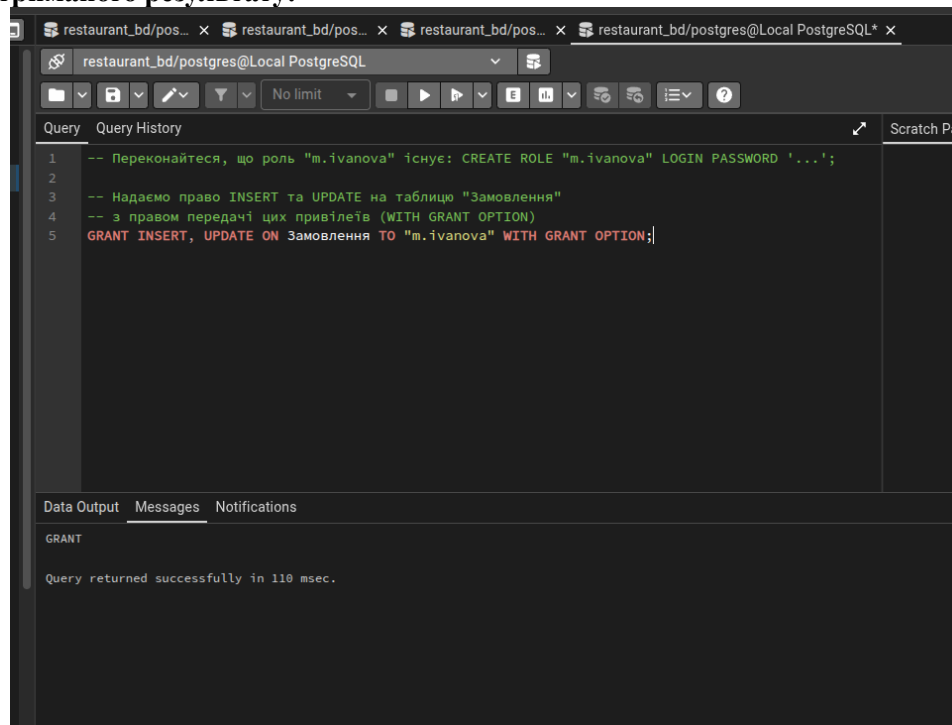 триманого результату.
restaurant_bd/pos... × restaurant_bd/pos... × restaurant_bd/pos... × restaurant_bd/postgres@Local PostgreSQL* ×
restaurant_bd/postgres@Local PostgreSQL
No limit E
Query Query History Scratch Pa
1 -- Переконайтеся, що роль "m.ivanova" існує: CREATE ROLE "m.ivanova" LOGIN PASSWORD '...';
2
3 -- Надаємо право INSERT та UPDATE на таблицю "Замовлення"
4 -- з правом передачі цих привілеїв (WITH GRANT OPTION)
5 GRANT INSERT, UPDATE ON Замовлення TO "m.ivanova" WITH GRANT OPTION;
Data Output Messages Notifications
GRANT
Query returned successfully in 110 msec.